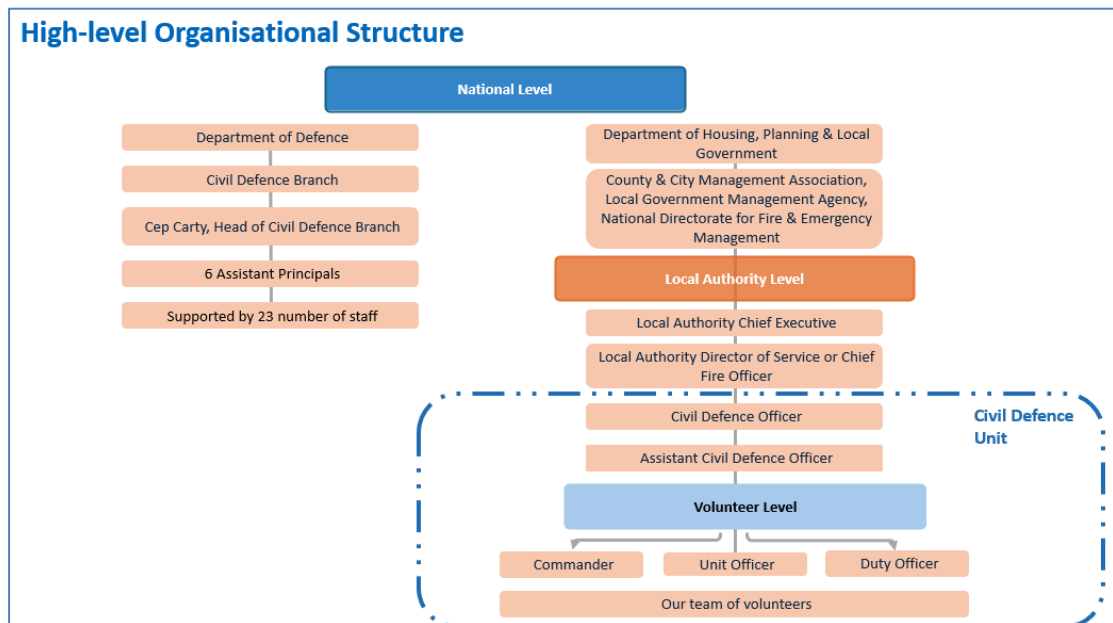 High-level Organisational Structure
National Level
Department of Defence
Civil Defence Branch
Cep Carty, Head of Civil Defence Branch
6 Assistant Principals
Supported by 23 number of staff
Department of Housing, Planning & Local
Government
County & City Management Association,
Local Government Management Agency,
National Directorate for Fire & Emergency
Management
Local Authority Level
Local Authority Chief Executive
Local Authority Director of Service or Chief
Fire Officer
Civil Defence
Unit
Civil Defence Officer
Assistant Civil Defence Officer
Volunteer Level
Commander
Unit Officer
Duty Officer
Our team of volunteers